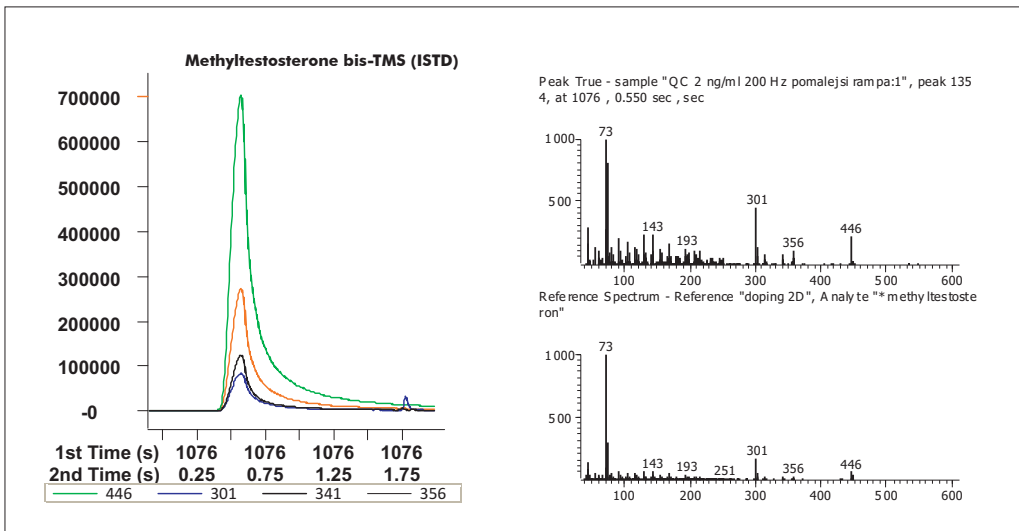 Methyltestosterone bis-TMS (ISTD)
700000
600000
500000
400000
300000
200000
100000
-0
1st Time (s) 1076 1076 1076 1076
2nd Time (s) 0.25 0.75 1.25 1.75
446 301 341 356
Peak True - sample "QC 2 ng/ml 200 Hz pomalejsi rampa:1", peak 135
4, at 1076 , 0.550 sec , sec
1000
500
73
143
193
301
356
446
100 200 300 400 500 600
Reference Spectrum - Reference "doping 2D", Analyte "*methyltestoste
ron"
1000
500
73
143
193
251
301
356
446
100 200 300 400 500 600